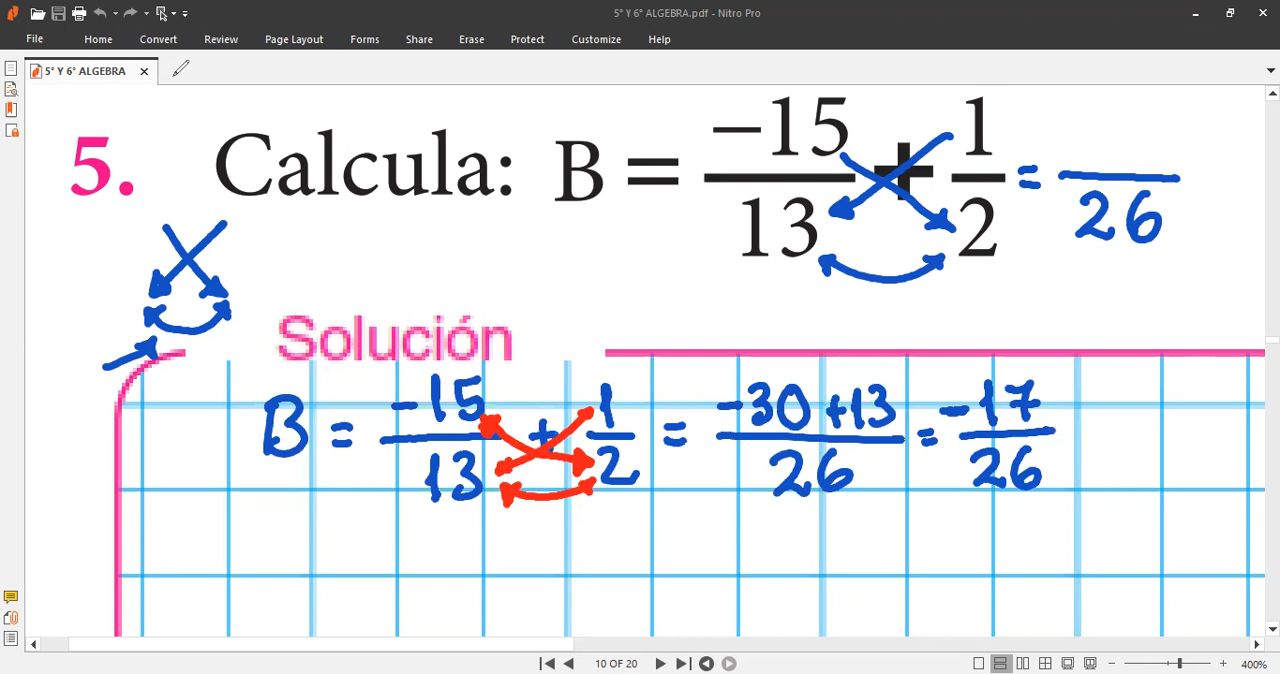 5° Y 6° ALGEBRA.pdf - Nitro Pro
File Home Convert Review Page Layout Forms Share Erase Protect Customize Help
5° Y 6° ALGEBRA
5. Calcula: B = −15/13 + 1/2 = /26
Solución
B = -15/13 + 1/2 = -30+13/26 = -17/26
10 OF 20
400%